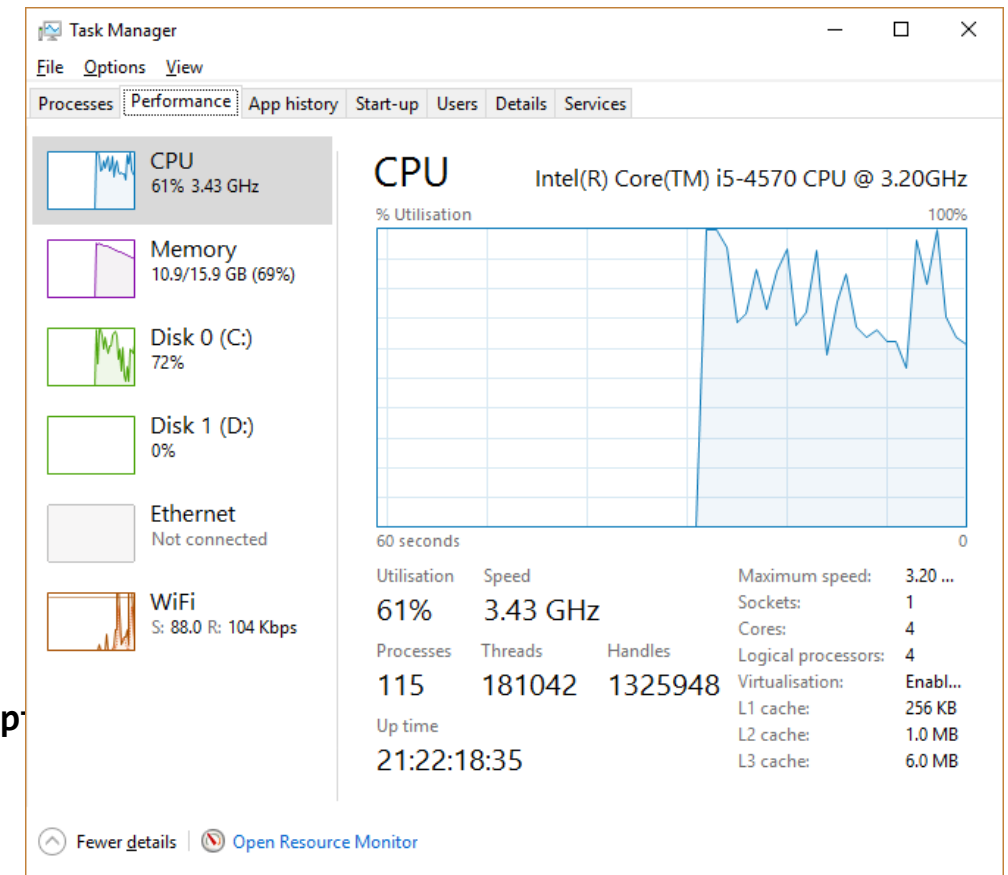 Task Manager
File Options View
Processes Performance App history Start-up Users Details Services
CPU
61% 3.43 GHz
Memory
10.9/15.9 GB (69%)
Disk 0 (C:)
72%
Disk 1 (D:)
0%
Ethernet
Not connected
WiFi
S: 88.0 R: 104 Kbps
CPU Intel(R) Core(TM) i5-4570 CPU @ 3.20GHz
% Utilisation 100%
60 seconds 0
Utilisation Speed
61% 3.43 GHz
Processes Threads Handles
115 181042 1325948
Up time
21:22:18:35
Maximum speed: 3.20 ...
Sockets: 1
Cores: 4
Logical processors: 4
Virtualisation: Enabl...
L1 cache: 256 KB
L2 cache: 1.0 MB
L3 cache: 6.0 MB
Fewer details Open Resource Monitor